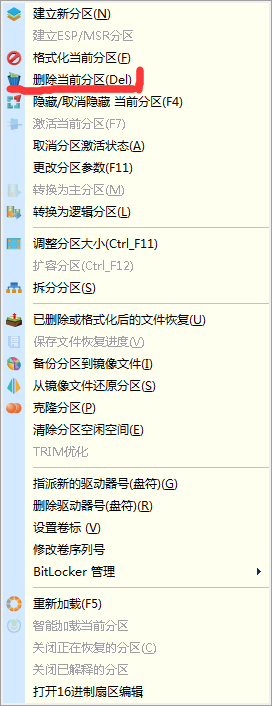 建立新分区(N)
建立ESP/MSR分区
格式化当前分区(F)
删除当前分区(Del)
隐藏/取消隐藏 当前分区(F4)
激活当前分区(F7)
取消分区激活状态(A)
更改分区参数(F11)
转换为主分区(M)
转换为逻辑分区(L)
调整分区大小(Ctrl_F11)
扩容分区(Ctrl_F12)
拆分分区(S)
已删除或格式化后的文件恢复(U)
保存文件恢复进度(V)
备份分区到镜像文件(I)
从镜像文件还原分区(S)
克隆分区(P)
清除分区空闲空间(E)
TRIM优化
指派新的驱动器号(盘符)(G)
删除驱动器号(盘符)(R)
设置卷标 (V)
修改卷序列号
BitLocker 管理
重新加载(F5)
智能加载当前分区
关闭正在恢复的分区(C)
关闭已解释的分区
打开16进制扇区编辑